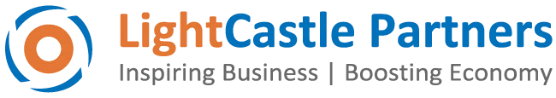 LightCastle Partners
Inspiring Business | Boosting Economy